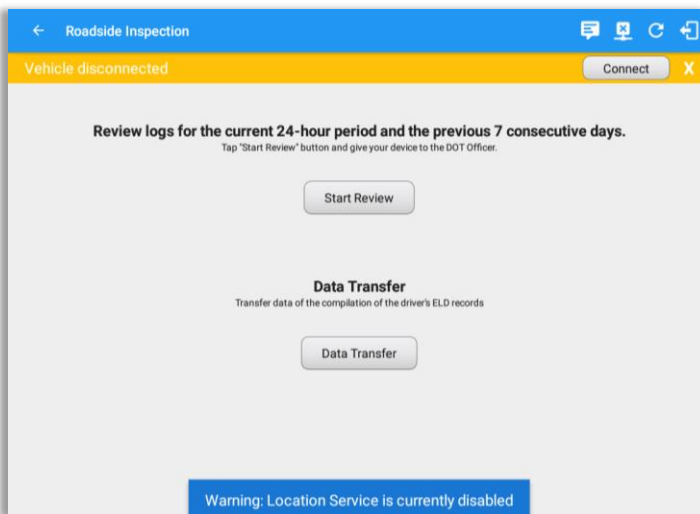 Roadside Inspection
Vehicle disconnected
Connect
X
Review logs for the current 24-hour period and the previous 7 consecutive days.
Tap "Start Review" button and give your device to the DOT Officer.
Start Review
Data Transfer
Transfer data of the compilation of the driver's ELD records
Data Transfer
Warning: Location Service is currently disabled